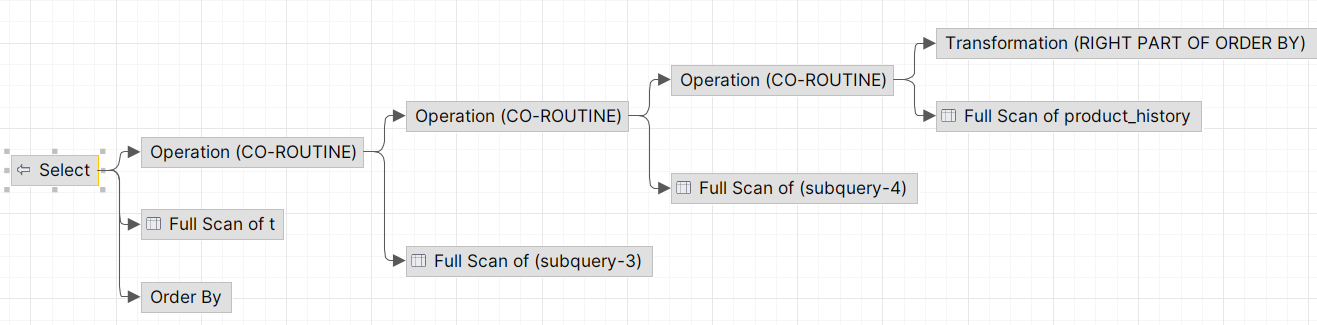 Transformation (RIGHT PART OF ORDER BY)
Operation (CO-ROUTINE)
Operation (CO-ROUTINE)
Full Scan of product_history
Operation (CO-ROUTINE)
Select
Full Scan of (subquery-4)
Full Scan of t
Full Scan of (subquery-3)
Order By